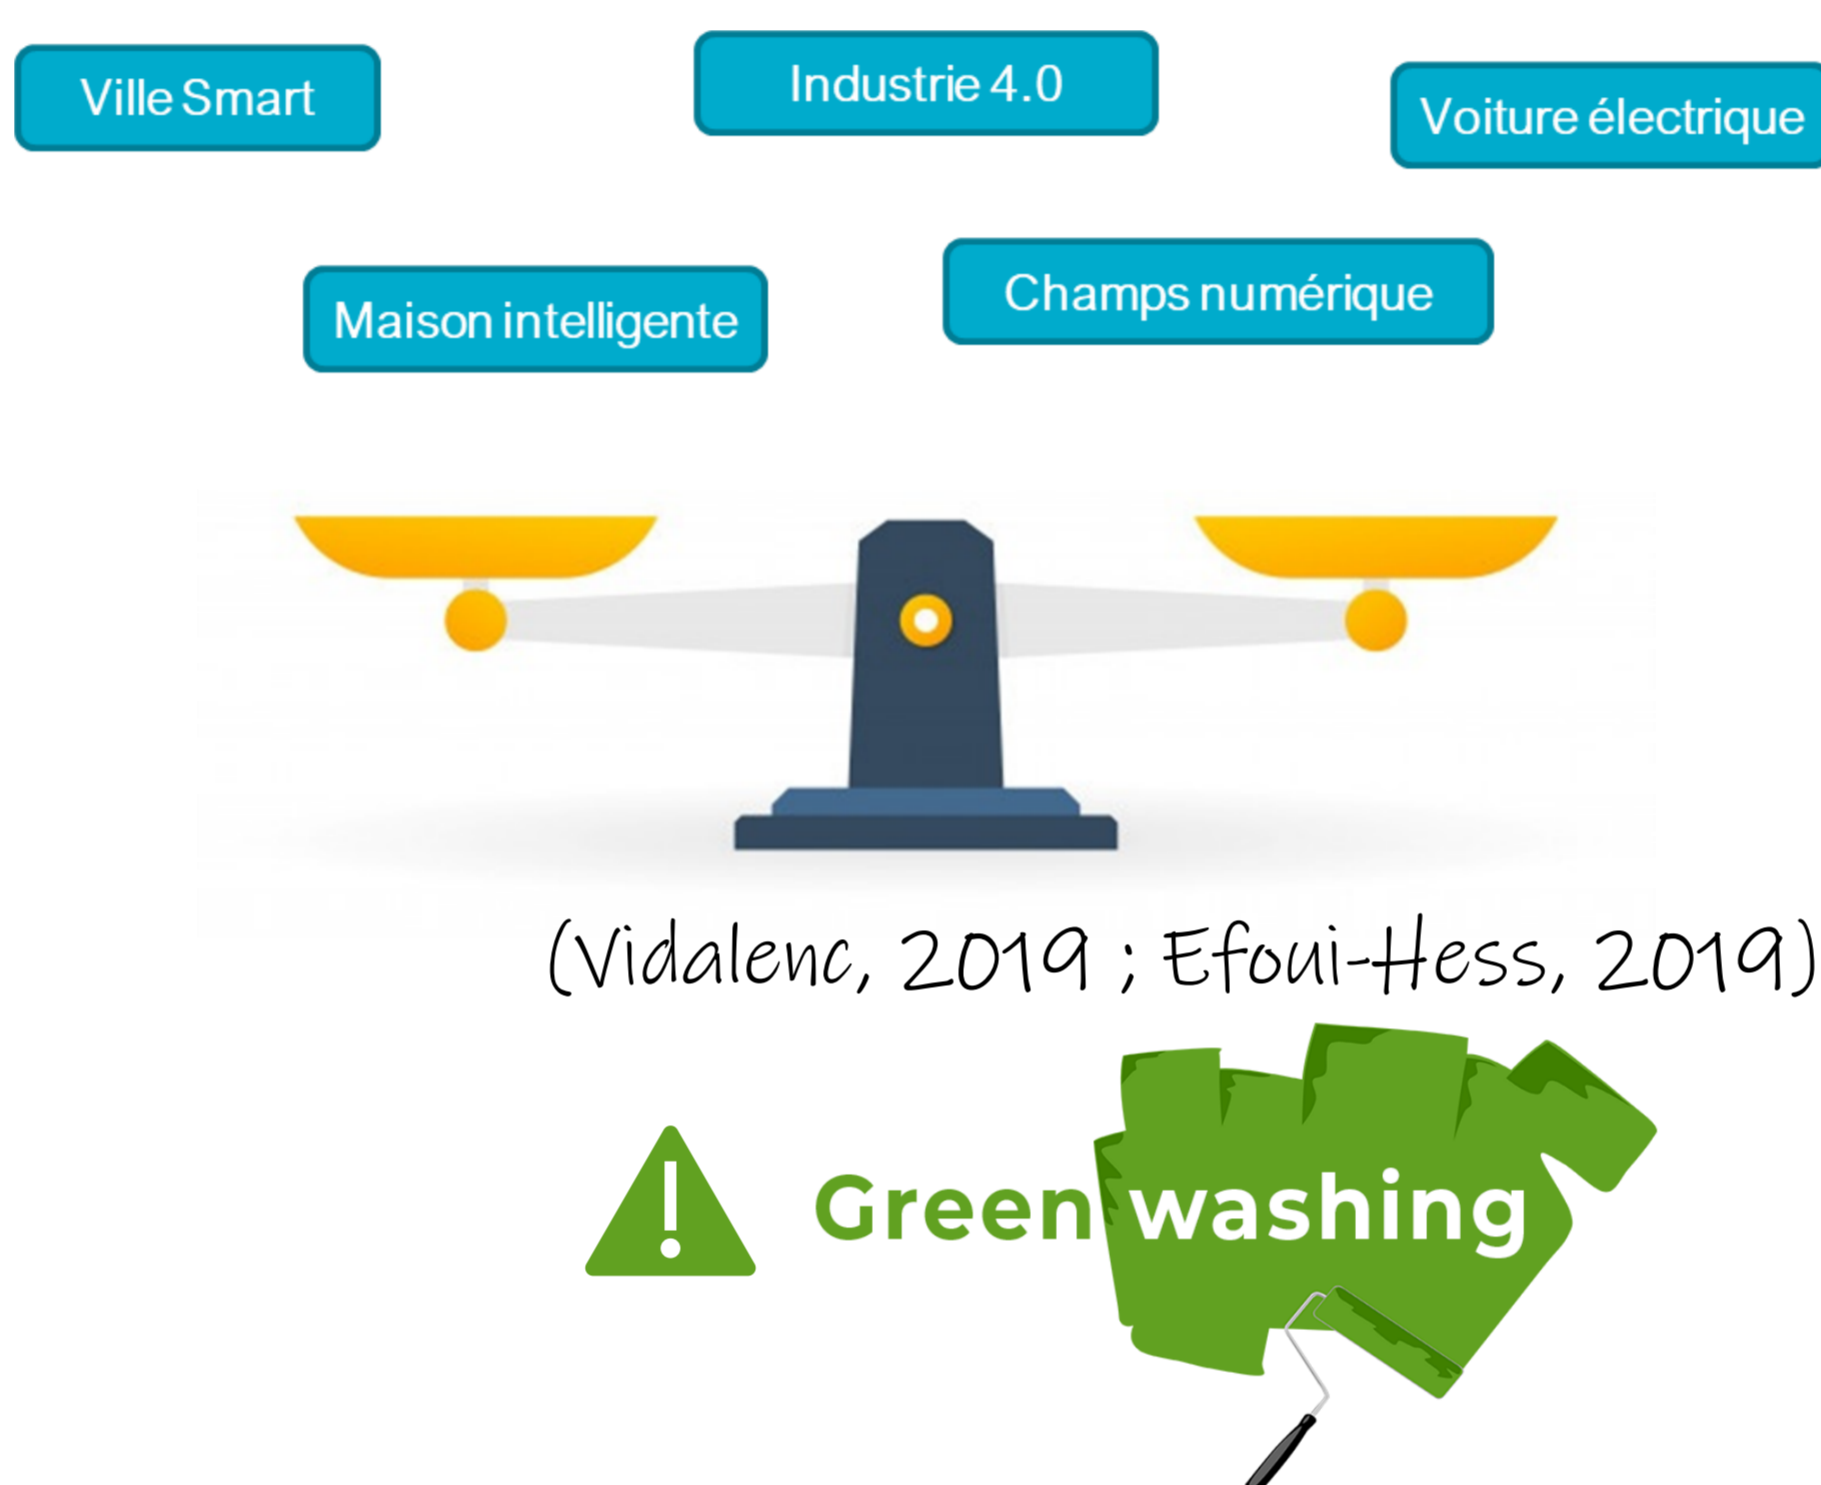 Ville Smart
Industrie 4.0
Voiture électrique
Maison intelligente
Champs numérique
(Vidalenc, 2019 ; Efoui-Hess, 2019)
! Green washing